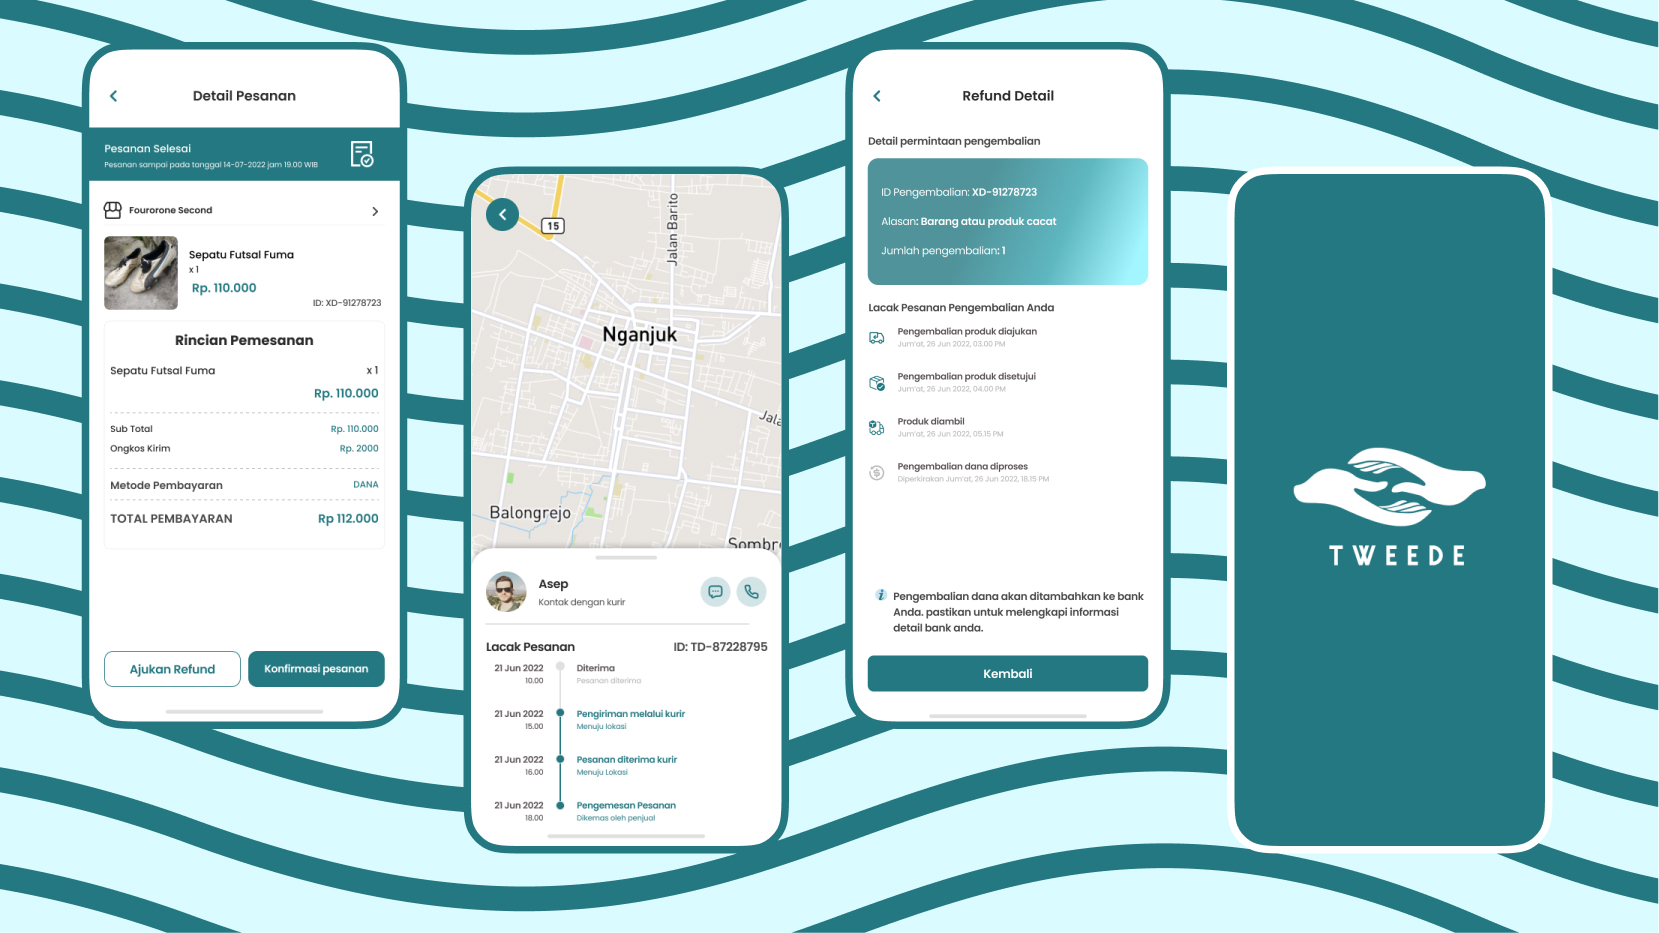 Detail Pesanan
Pesanan Selesai
Pesanan sampai pada tanggal 14-07-2022 jam 19.00 WIB
Fourorone Second
Sepatu Futsal Fuma
x 1
Rp. 110.000
ID: XD-91278723
Rincian Pemesanan
Sepatu Futsal Fuma x 1
Rp. 110.000
Sub Total Rp. 110.000
Ongkos Kirim Rp. 2000
Metode Pembayaran DANA
TOTAL PEMBAYARAN Rp 112.000
Ajukan Refund Konfirmasi pesanan
15
Jalan Barito
Nganjuk
Jala
Balongrejo
Sombr
Asep
Kontak dengan kurir
Lacak Pesanan ID: TD-87228795
21 Jun 2022 Diterima
10.00 Pesanan diterima
21 Jun 2022 Pengiriman melalui kurir
15.00 Menuju lokasi
21 Jun 2022 Pesanan diterima kurir
16.00 Menuju Lokasi
21 Jun 2022 Pengemesan Pesanan
18.00 Dikemas oleh penjual
Refund Detail
Detail permintaan pengembalian
ID Pengembalian: XD-91278723
Alasan: Barang atau produk cacat
Jumlah pengembalian: 1
Lacak Pesanan Pengembalian Anda
Pengembalian produk diajukan
Jum'at, 26 Jun 2022, 03.00 PM
Pengembalian produk disetujui
Jum'at, 26 Jun 2022, 04.00 PM
Produk diambil
Jum'at, 26 Jun 2022, 05.15 PM
Pengembalian dana diproses
Diperkirakan Jum'at, 26 Jun 2022, 18.15 PM
Pengembalian dana akan ditambahkan ke bank
Anda. pastikan untuk melengkapi informasi
detail bank anda.
Kembali
TWEEDE